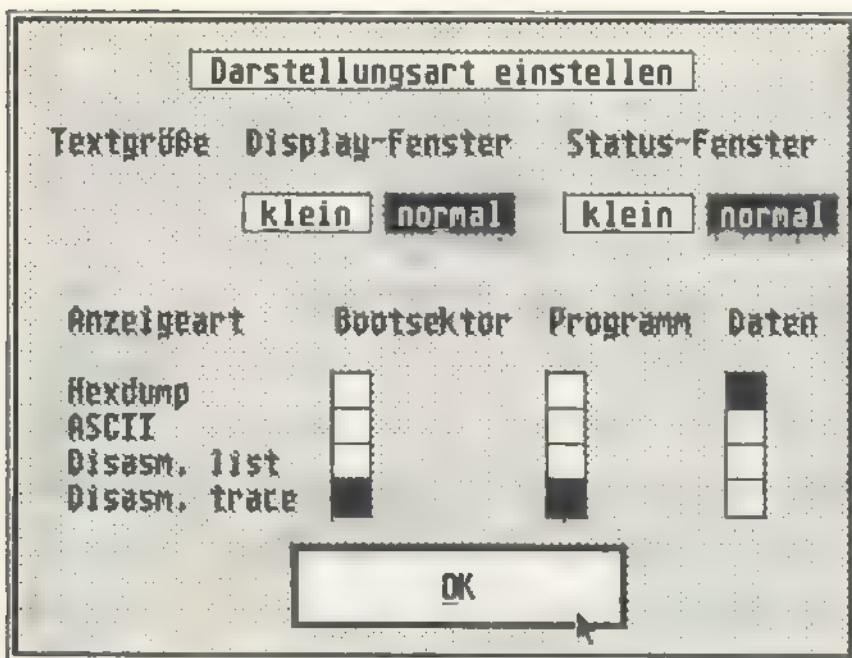 Darstellungsart einstellen
Textgröße Display-Fenster Status-Fenster
klein normal klein normal
Anzeigeart Bootsektor Programm Daten
Hexdump
ASCII
Disasm. list
Disasm. trace
OK